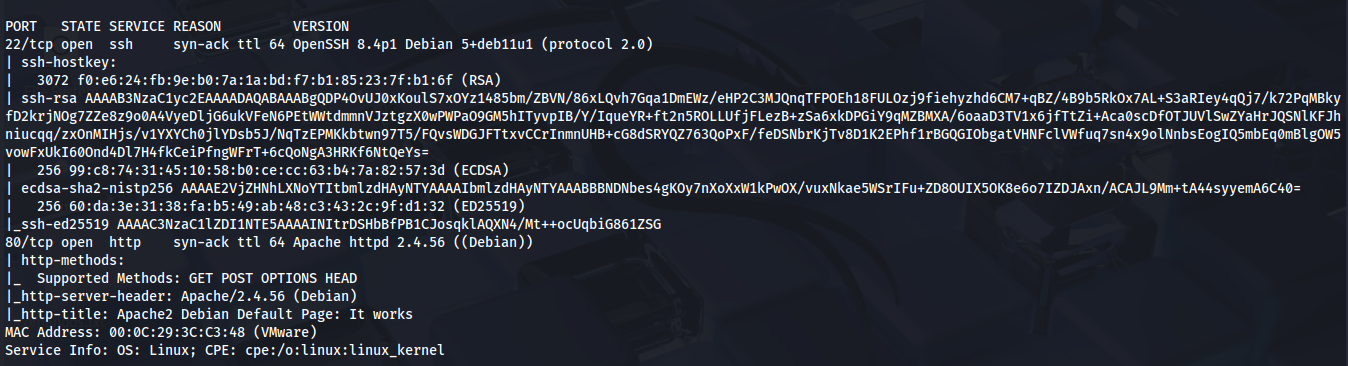 PORT   STATE SERVICE REASON         VERSION
22/tcp open  ssh     syn-ack ttl 64 OpenSSH 8.4p1 Debian 5+deb11u1 (protocol 2.0)
| ssh-hostkey:
|   3072 f0:e6:24:fb:9e:b0:7a:1a:bd:f7:b1:85:23:7f:b1:6f (RSA)
| ssh-rsa AAAAB3NzaC1yc2EAAAADAQABAAABgQDP4OvUJ0xKoulS7xOYz1485bm/ZBVN/86xLQvh7Gqa1DmEWz/eHP2C3MJQnqTFPOEh18FULOzj9fiehyzhd6CM7+qBZ/4B9b5RkOx7AL+S3aRIey4qQj7/k72PqMBky
fD2krjNOg7ZZe8z9o0A4VyeDljG6ukVFeN6PEtWWtdmmnVJztgzX0wPWPaO9GM5hITyvpIB/Y/IqueYR+ft2n5ROLLUfjFLezB+zSa6xkDPGiY9qMZBMXA/6oaaD3TV1x6jfTtZi+Aca0scDfOTJUVlSwZYaHrJQSNlKFJh
niucqq/zxOnMIHjs/v1YXYCh0jlYDsb5J/NqTzEPMKkbtwn97T5/FQvsWDGJFTtxvCCrInmnUHB+cG8dSRYQZ763QoPxF/feDSNbrKjTv8D1K2EPhf1rBGQGIObgatVHNFclVWfuq7sn4x9olNnbsEogIQ5mbEq0mBlgOW5
vowFxUkI60Ond4Dl7H4fkCeiPfngWFrT+6cQoNgA3HRKf6NtQeYs=
|   256 99:c8:74:31:45:10:58:b0:ce:cc:63:b4:7a:82:57:3d (ECDSA)
| ecdsa-sha2-nistp256 AAAAE2VjZHNhLXNoYTItbmlzdHAyNTYAAAAIbmlzdHAyNTYAAABBBNDNbes4gKOy7nXoXxW1kPwOX/vuxNkae5WSrIFu+ZD8OUIX5OK8e6o7IZDJAxn/ACAJL9Mm+tA44syyemA6C40=
|   256 60:da:3e:31:38:fa:b5:49:ab:48:c3:43:2c:9f:d1:32 (ED25519)
|_ssh-ed25519 AAAAC3NzaC1lZDI1NTE5AAAAINItrDSHbBfPB1CJosqklAQXN4/Mt++ocUqbiG861ZSG
80/tcp open  http    syn-ack ttl 64 Apache httpd 2.4.56 ((Debian))
| http-methods:
|_  Supported Methods: GET POST OPTIONS HEAD
|_http-server-header: Apache/2.4.56 (Debian)
|_http-title: Apache2 Debian Default Page: It works
MAC Address: 00:0C:29:3C:C3:48 (VMware)
Service Info: OS: Linux; CPE: cpe:/o:linux:linux_kernel